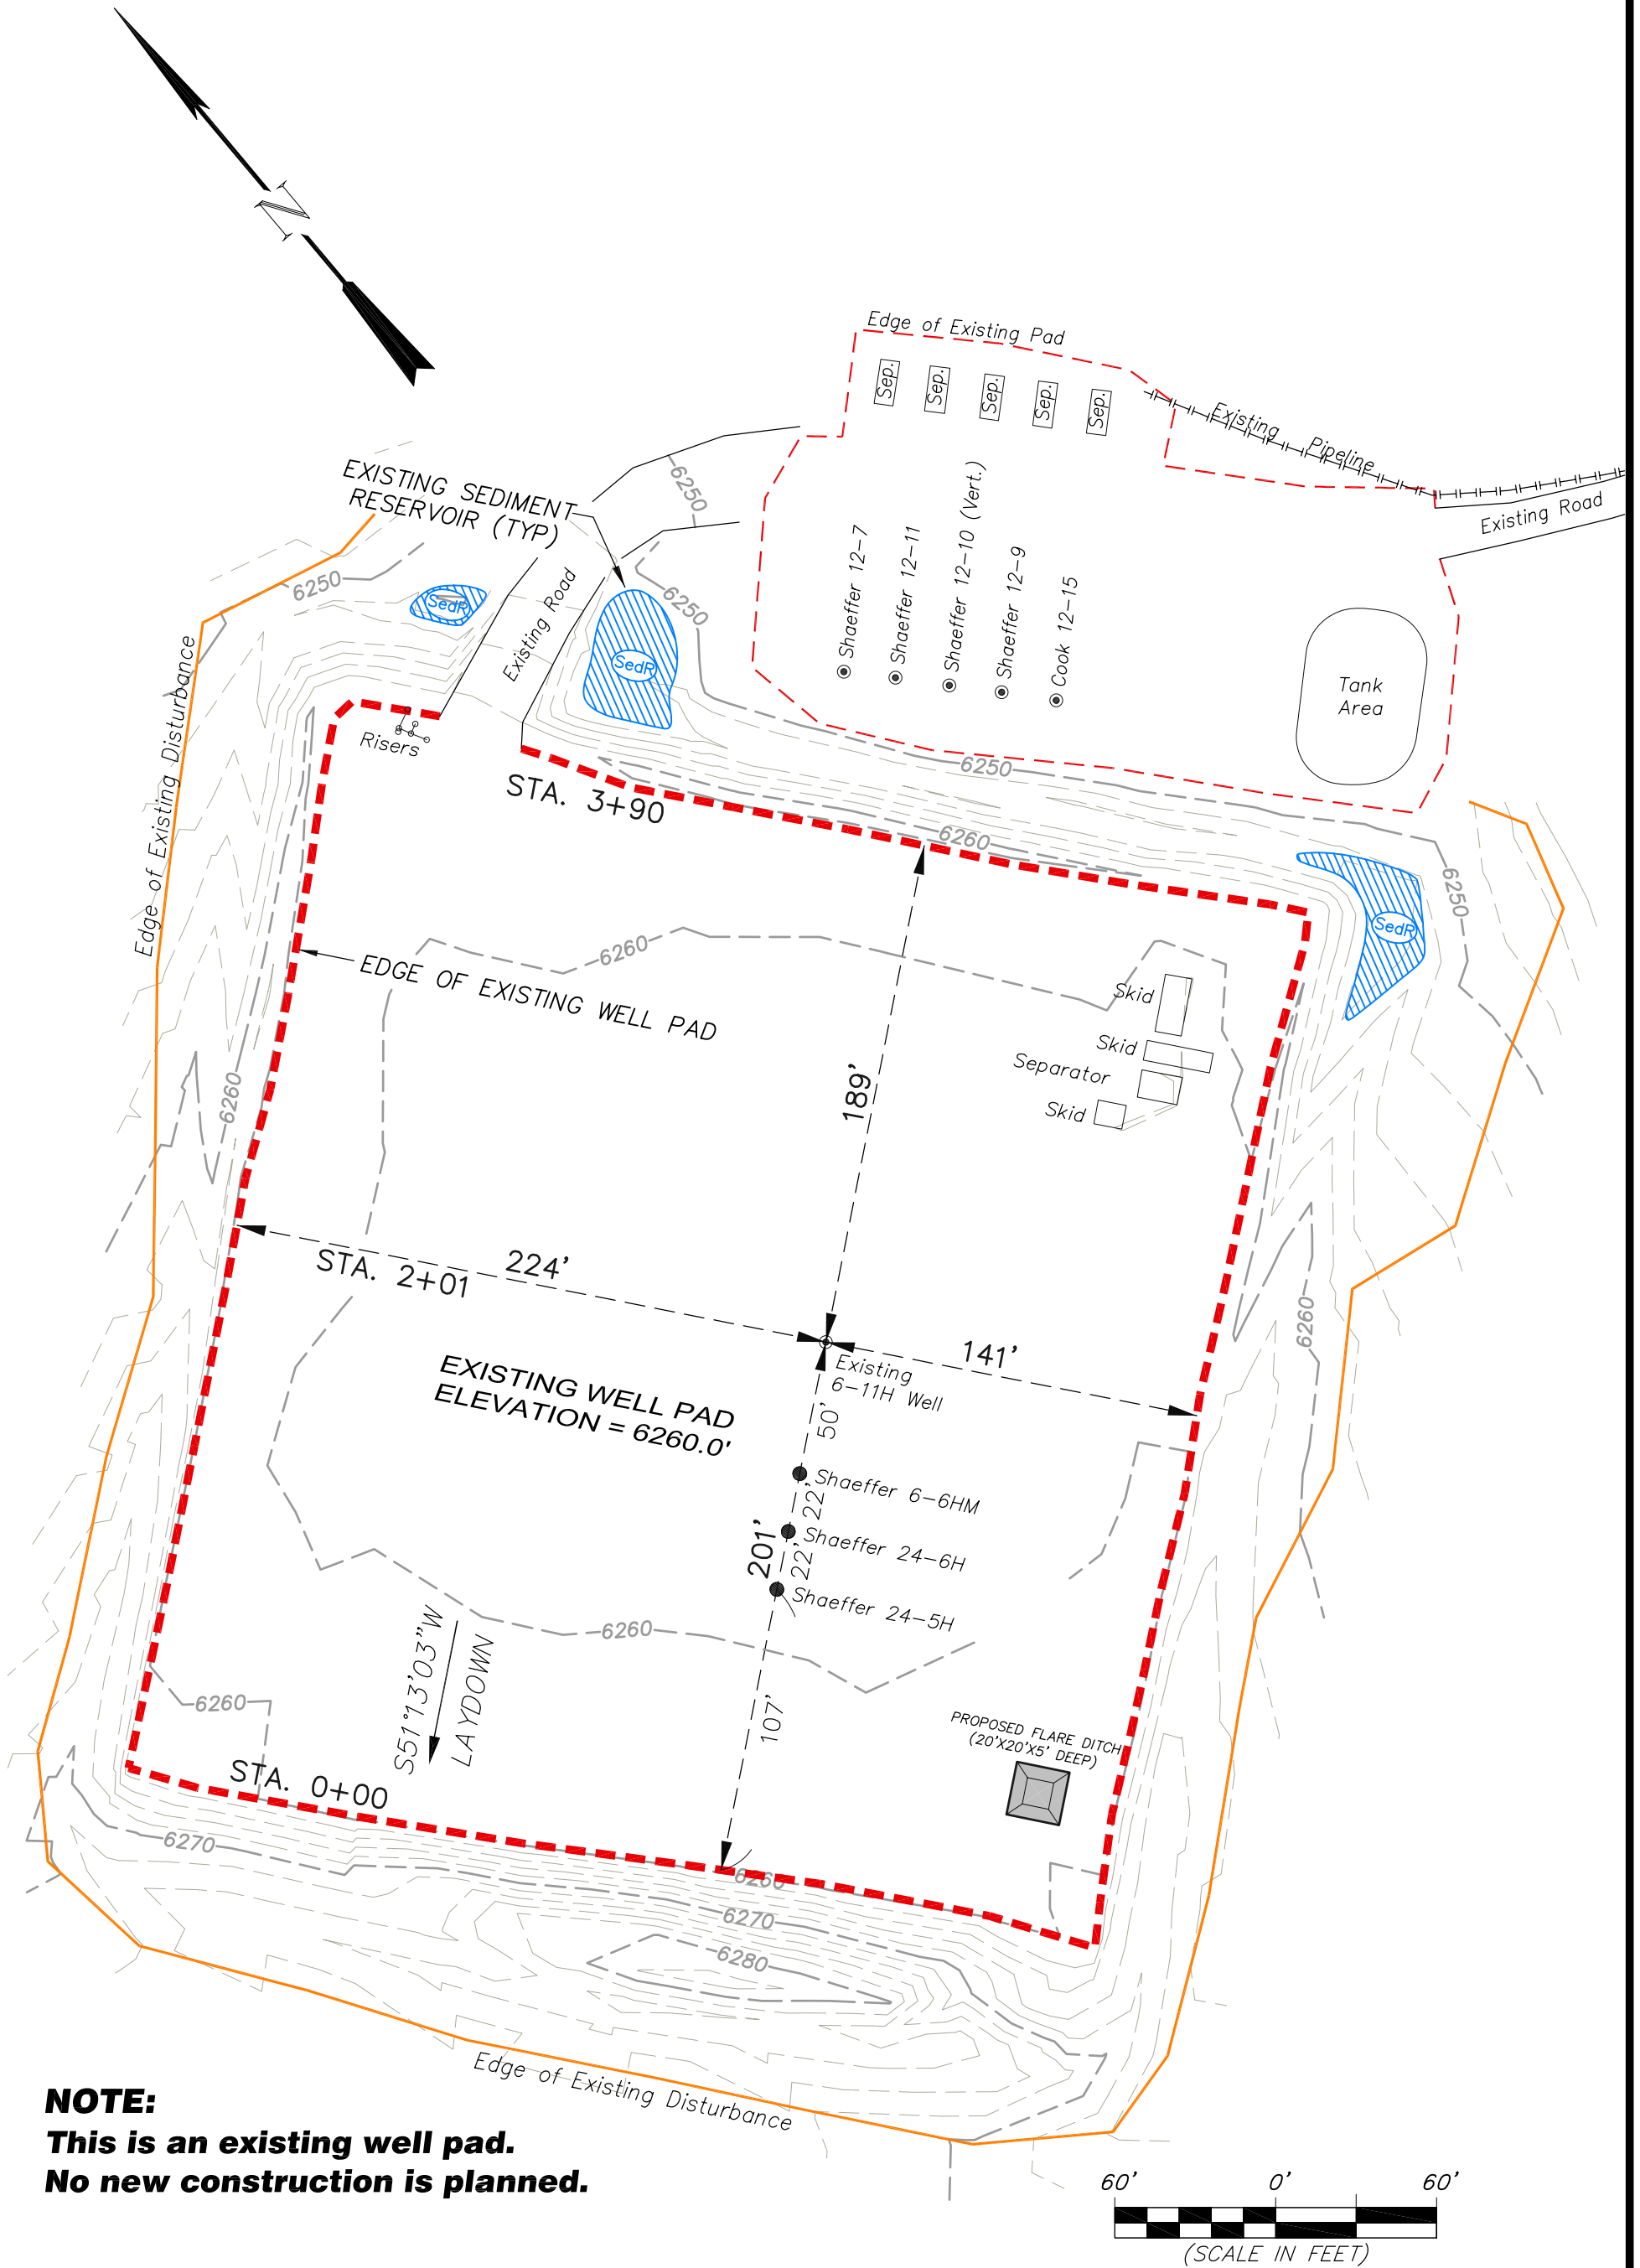 N
Edge of Existing Pad
Sep.
Sep.
Sep.
Sep.
Sep.
Existing Pipeline
Existing Road
EXISTING SEDIMENT
RESERVOIR (TYP)
6250
6250
6250
SedR
Existing Road
SedR
Shaeffer 12-7
Shaeffer 12-11
Shaeffer 12-10 (Vert.)
Shaeffer 12-9
Cook 12-15
Tank
Area
Edge of Existing Disturbance
Risers
STA. 3+90
6250
6260
6250
SedR
6260
EDGE OF EXISTING WELL PAD
Skid
Skid
Separator
Skid
189'
6260
224'
STA. 2+01
141'
6260
Existing
6-11H Well
EXISTING WELL PAD
ELEVATION = 6260.0'
50'
Shaeffer 6-6HM
22'
Shaeffer 24-6H
201'
22'
Shaeffer 24-5H
6260
S51°13'03"W
LAYDOWN
6260
107'
PROPOSED FLARE DITCH
(20'X20'X5' DEEP)
STA. 0+00
6270
6260
6270
6280
Edge of Existing Disturbance
NOTE:
This is an existing well pad.
No new construction is planned.
60' 0' 60'
(SCALE IN FEET)